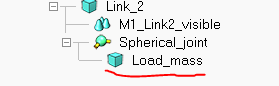 Link_2
M1_Link2_visible
Spherical_joint
Load_mass